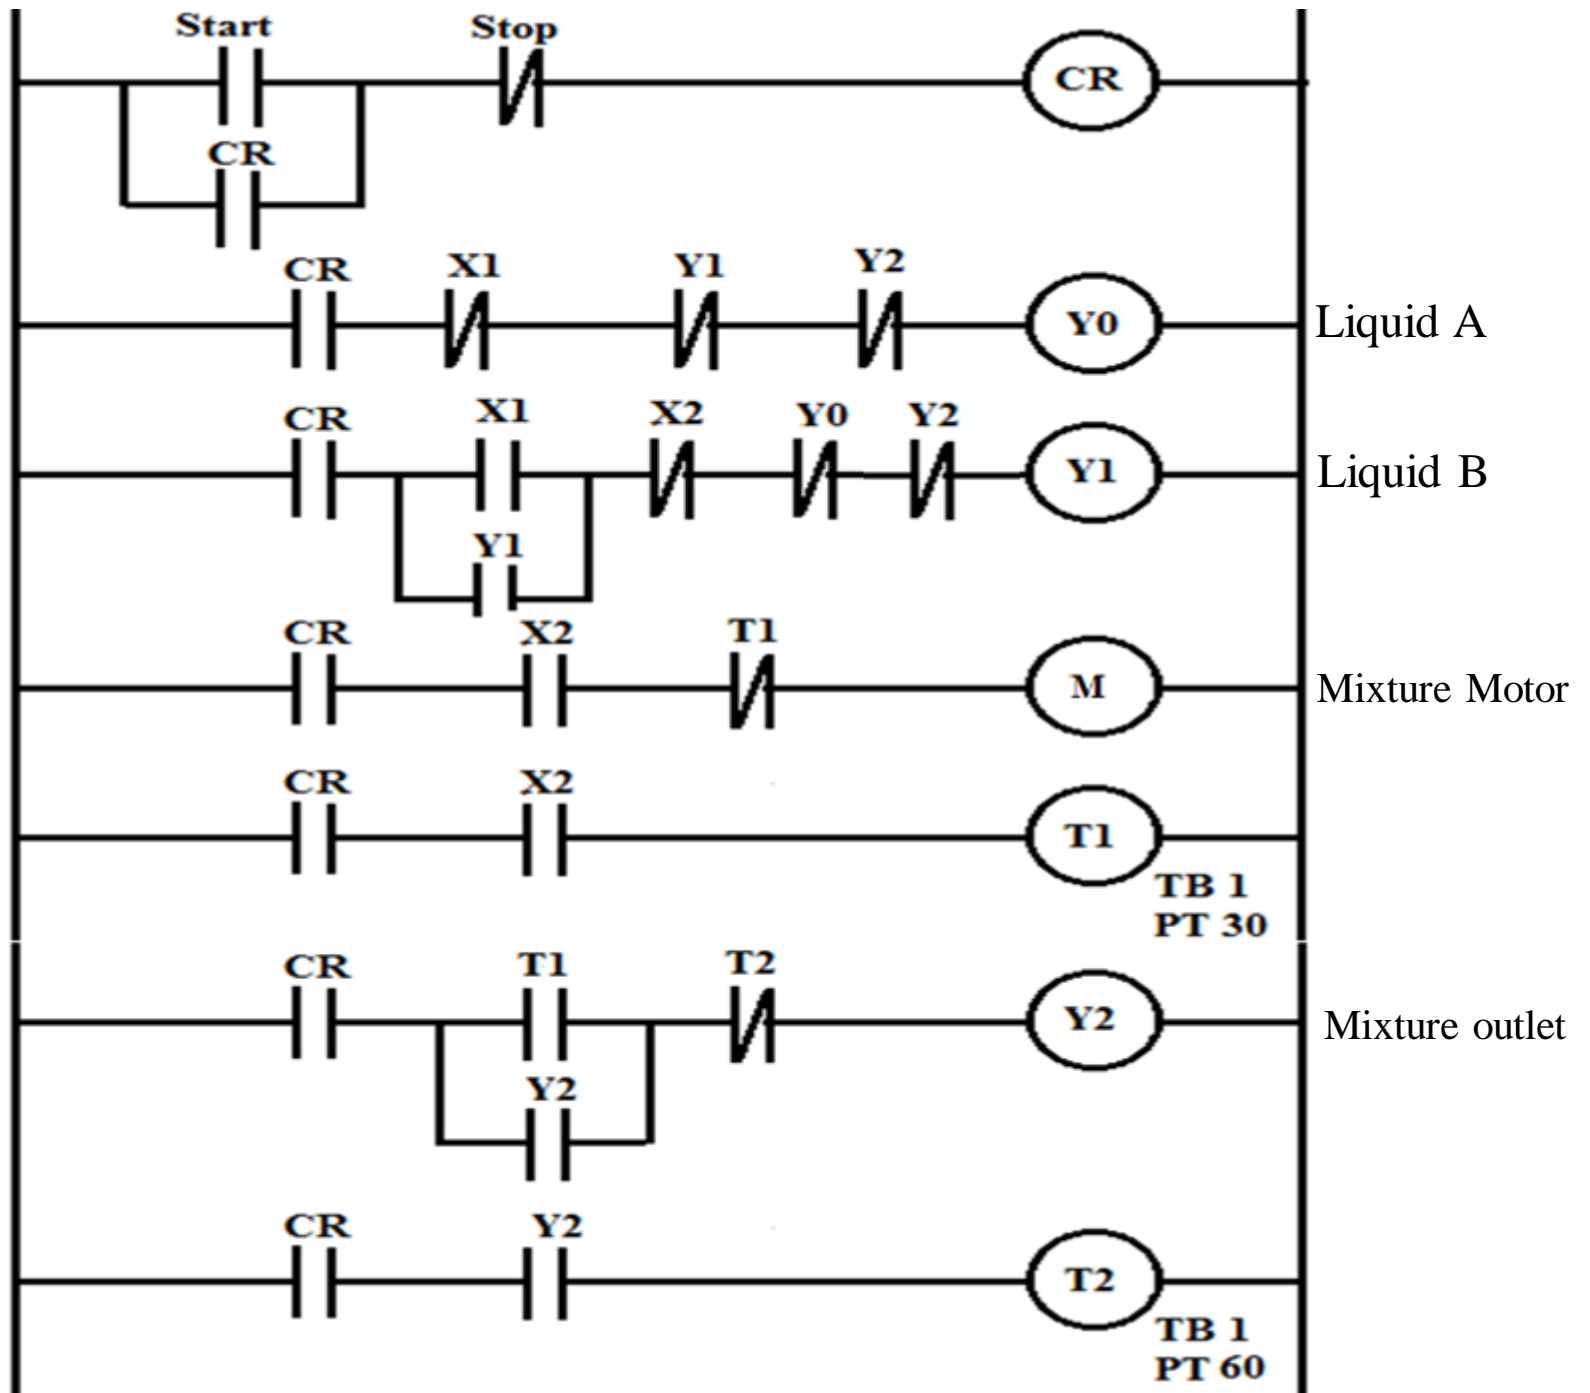 Start Stop
CR
CR
CR X1 Y1 Y2
Y0 Liquid A
CR X1 X2 Y0 Y2
Y1 Liquid B
Y1
CR X2 T1
M Mixture Motor
CR X2
T1
TB 1
PT 30
CR T1 T2
Y2 Mixture outlet
Y2
CR Y2
T2
TB 1
PT 60